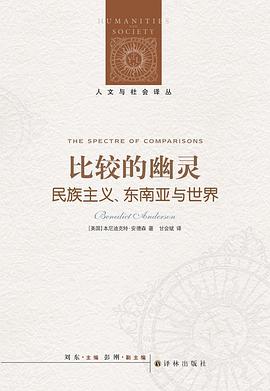 HUMANITIES
AND
SOCIETY
人文与社会译丛
THE SPECTRE OF COMPARISONS
比较的幽灵
民族主义、东南亚与世界
Benedict Anderson
[美国]本尼迪克特·安德森 著 甘会斌 译
刘东·主编 彭刚·副主编
译林出版社